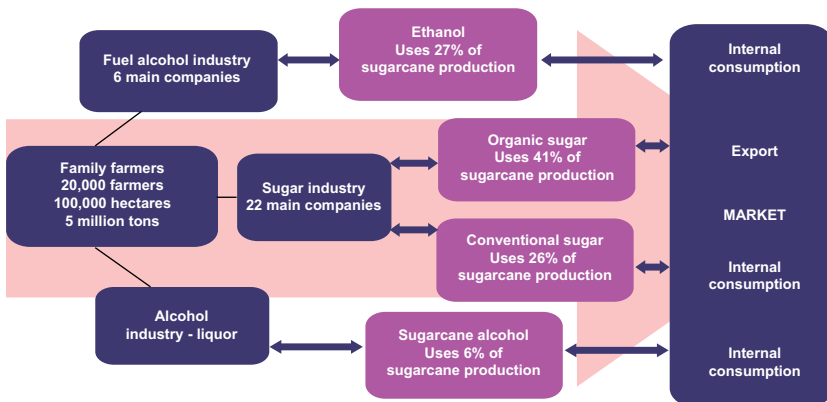 Fuel alcohol industry
6 main companies
Ethanol
Uses 27% of
sugarcane production
Internal
consumption
Family farmers
20,000 farmers
100,000 hectares
5 million tons
Sugar industry
22 main companies
Organic sugar
Uses 41% of
sugarcane production
Export
MARKET
Conventional sugar
Uses 26% of
sugarcane production
Internal
consumption
Alcohol
industry - liquor
Sugarcane alcohol
Uses 6% of
sugarcane production
Internal
consumption